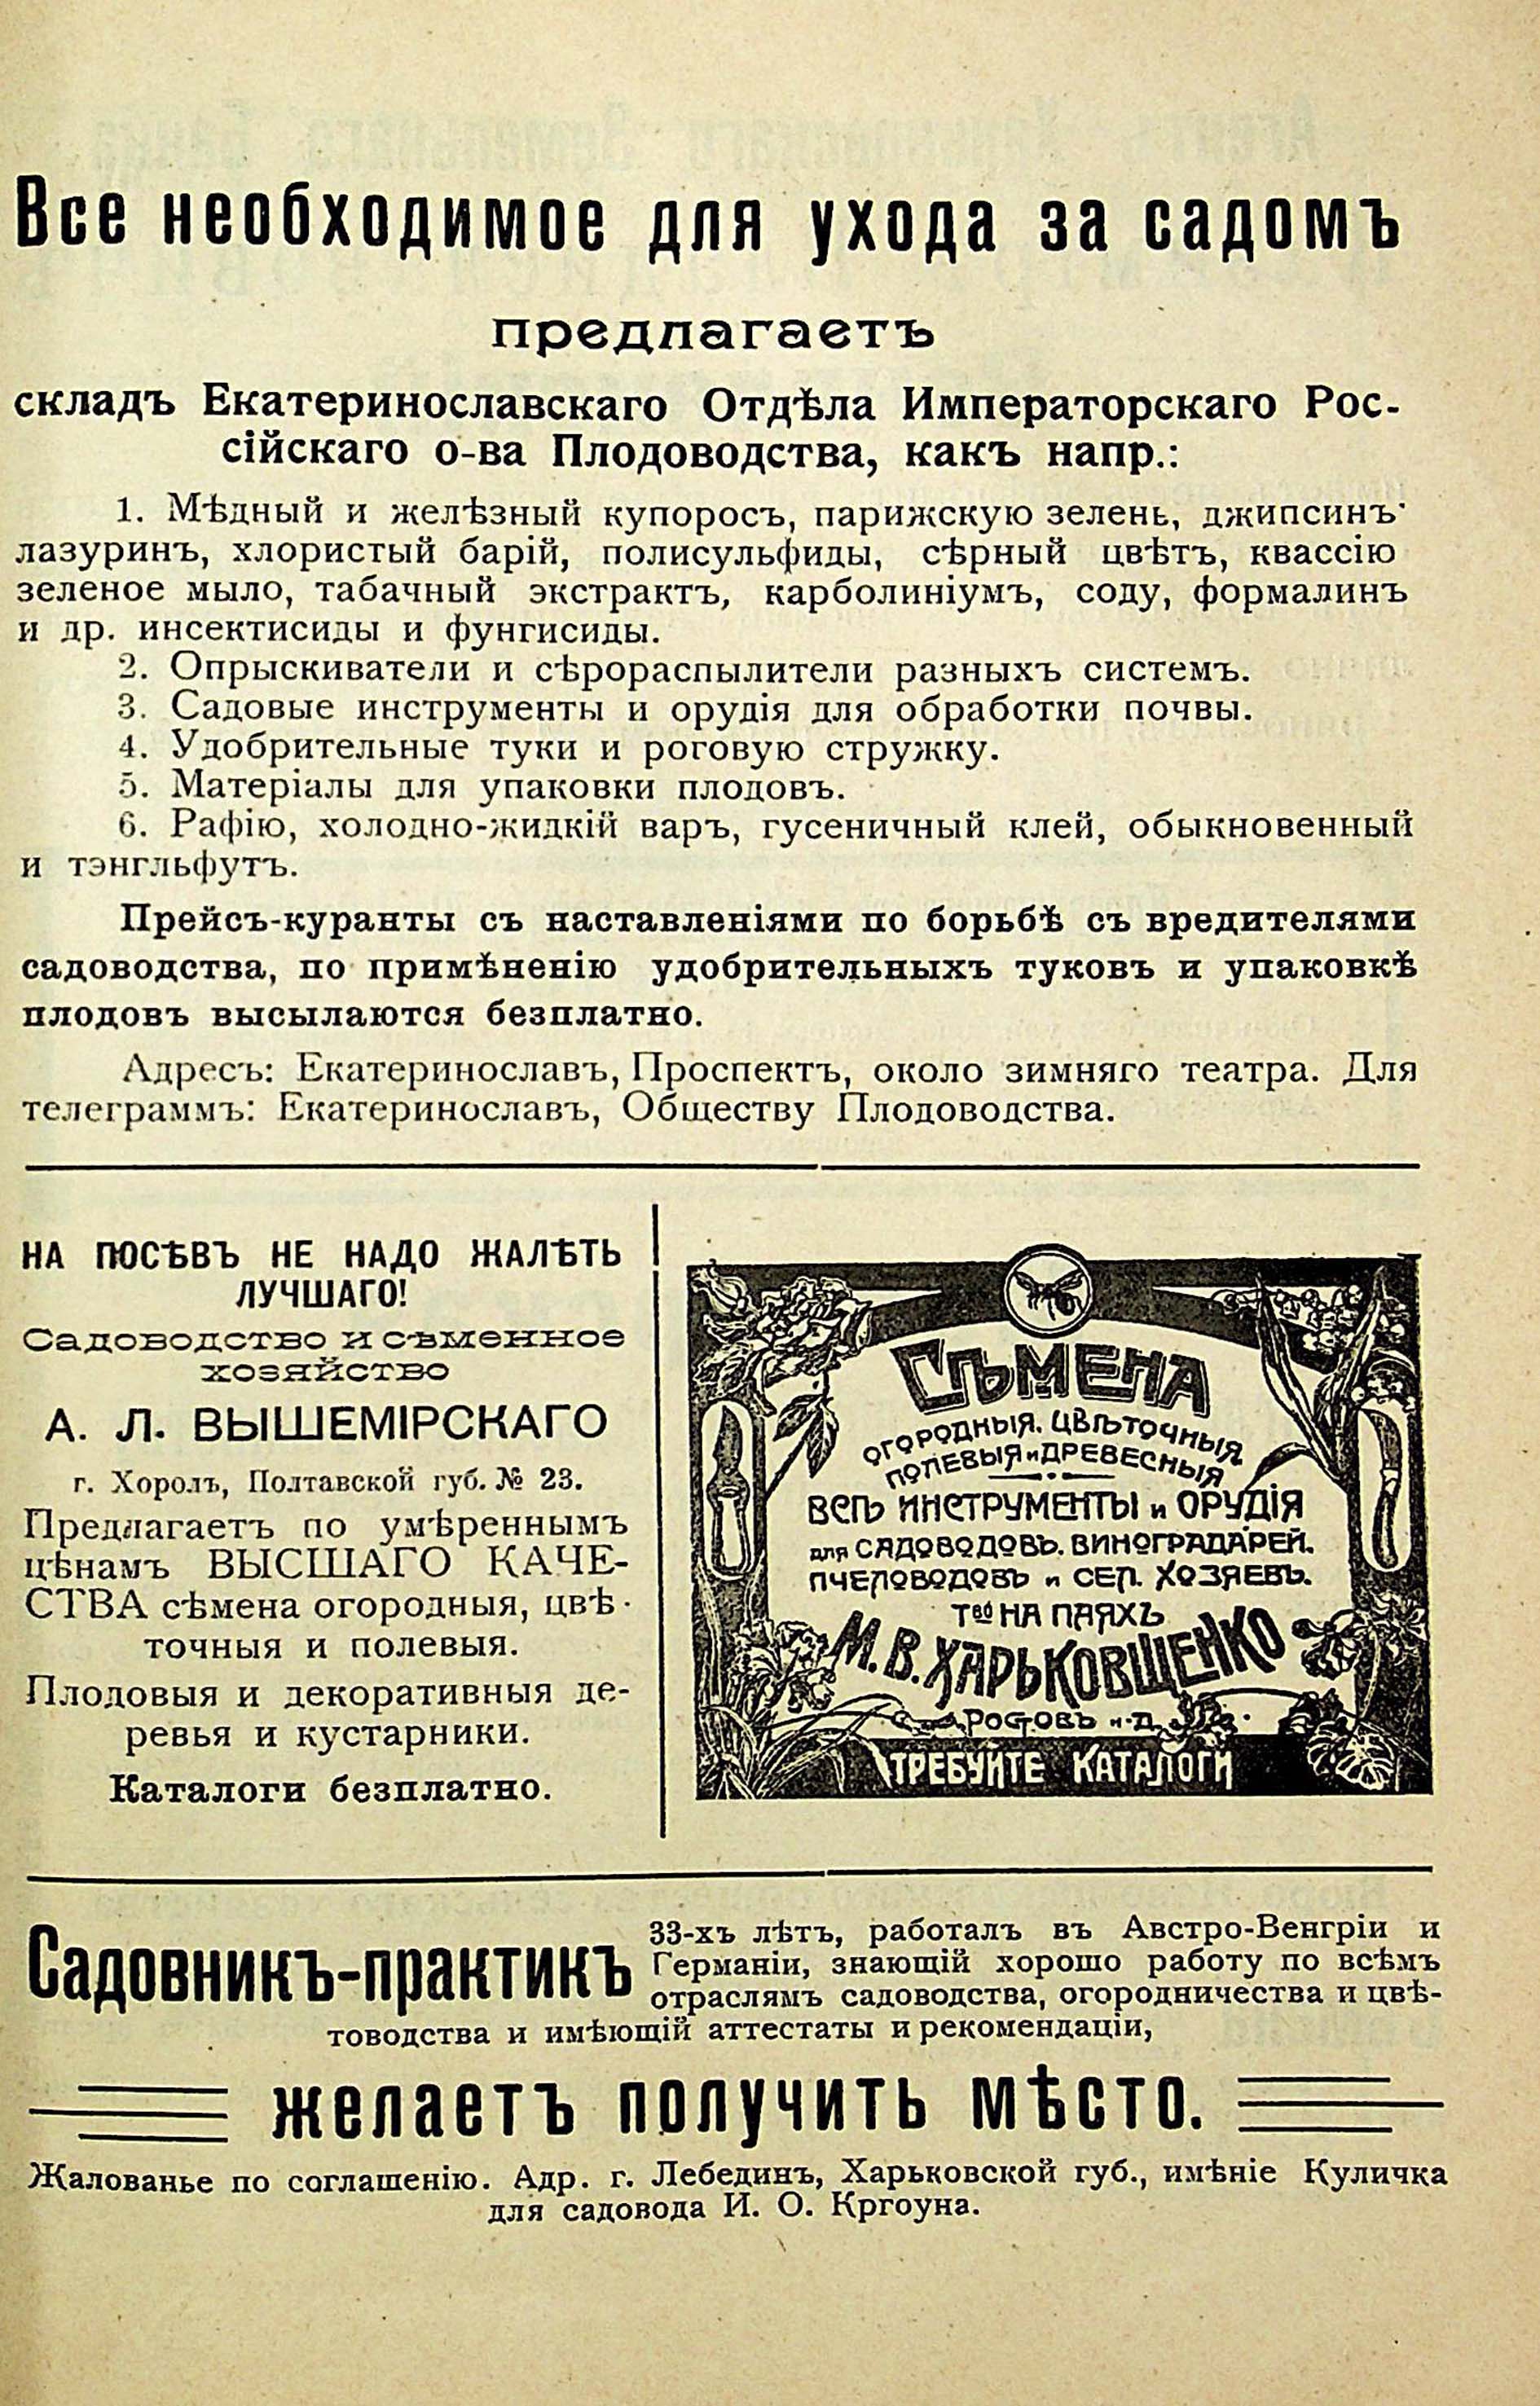 Все необходимое для ухода за садомъ
предлагаетъ
складъ Екатеринославскаго Отдѣла Императорскаго Рос-
сійскаго о-ва Плодоводства, какъ напр.:
1. Мѣдный и желѣзный купоросъ, парижскую зелень, джипсинъ·
лазуринъ, хлористый барій, полисульфиды, сѣрный цвѣтъ, квассію
зеленое мыло, табачный экстрактъ, карболиніумъ, соду, формалинъ
и др. инсектисиды и фунгисиды.
2. Опрыскиватели и сѣрораспылители разныхъ системъ.
3. Садовые инструменты и орудія для обработки почвы.
4. Удобрительные туки и роговую стружку.
5. Матеріалы для упаковки плодовъ.
6. Рафію, холодно-жидкій варъ, гусеничный клей, обыкновенный
и тэнгльфутъ.
Прейсъ-куранты съ наставленіями по борьбѣ съ вредителями
садоводства, по примѣненію удобрительныхъ туковъ и упаковкѣ
плодовъ высылаются безплатно.
Адресъ: Екатеринославъ, Проспектъ, около зимняго театра. Для
телеграммъ: Екатеринославъ, Обществу Плодоводства.
НА ПОСѢВЪ НЕ НАДО ЖАЛѢТЬ
ЛУЧШАГО!
Садоводство и сѣменное
хозяйство
А. Л. ВЫШЕМІРСКАГО
г. Хоролъ, Полтавской губ. № 23.
Предлагаетъ по умѣреннымъ
цѣнамъ ВЫСШАГО КАЧЕ-
СТВА сѣмена огородныя, цвѣ-
точныя и полевыя.
Плодовыя и декоративныя де-
ревья и кустарники.
Каталоги безплатно.
СѢМЕНА
ОГОРОДНЫЯ, ЦВѢТОЧНЫЯ
ПОЛЕВЫЯ и ДРЕВЕСНЫЯ
ВСѢ ИНСТРУМЕНТЫ и ОРУДІЯ
для САДОВОДОВЪ, ВИНОГРАДАРЕЙ,
ПЧЕЛОВОДОВЪ и СЕЛ. ХОЗЯЕВЪ.
Тво НА ПАЯХЪ
М. В. ХАРЬКОВЩЕНКО
РОСТОВЪ н-Д.
ТРЕБУЙТЕ КАТАЛОГИ
Садовникъ-практикъ 33-хъ лѣтъ, работалъ въ Австро-Венгріи и
Германіи, знающій хорошо работу по всѣмъ
отраслямъ садоводства, огородничества и цвѣ-
товодства и имѣющій аттестаты и рекомендаціи,
желаетъ получить мѣсто.
Жалованье по соглашенію. Адр. г. Лебединъ, Харьковской губ., имѣніе Куличка
для садовода И. О. Кргоуна.